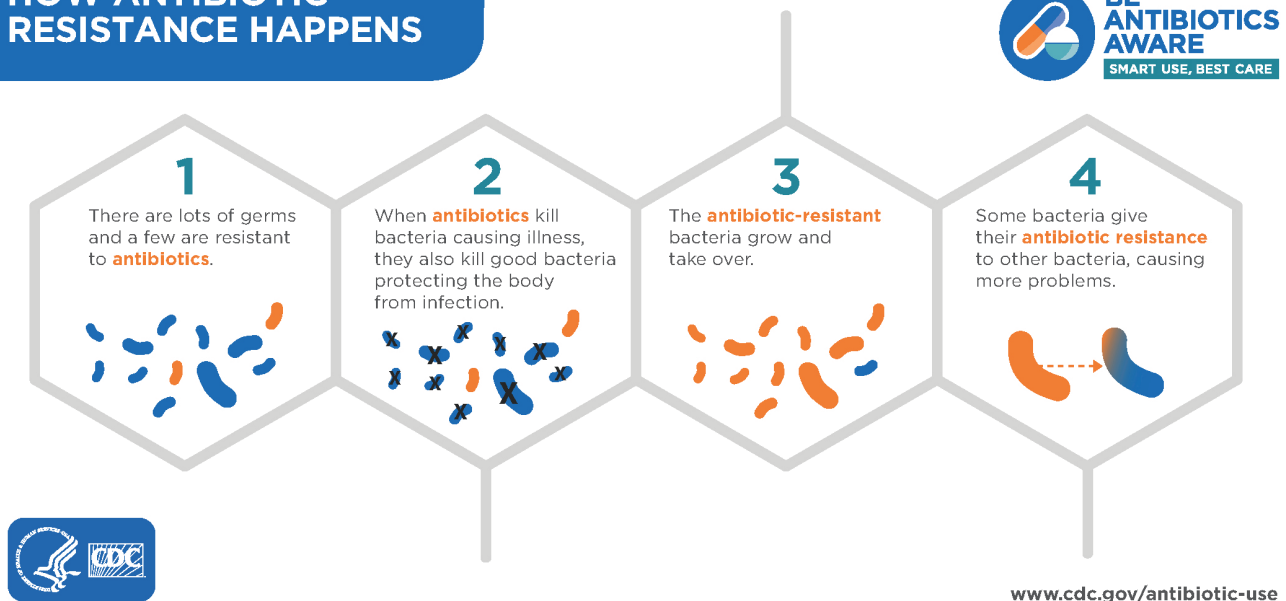 HOW ANTIBIOTIC
RESISTANCE HAPPENS
BE
ANTIBIOTICS
AWARE
SMART USE, BEST CARE
1
There are lots of germs
and a few are resistant
to antibiotics.
2
When antibiotics kill
bacteria causing illness,
they also kill good bacteria
protecting the body
from infection.
X
X
X
X
X
X
X
X
X
X
3
The antibiotic-resistant
bacteria grow and
take over.
4
Some bacteria give
their antibiotic resistance
to other bacteria, causing
more problems.
CDC
www.cdc.gov/antibiotic-use